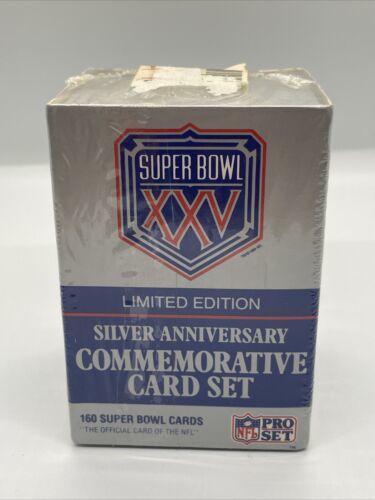 SUPER BOWL
XXV
LIMITED EDITION
SILVER ANNIVERSARY
COMMEMORATIVE
CARD SET
160 SUPER BOWL CARDS
"THE OFFICIAL CARD OF THE NFL"
NFL PRO
SET